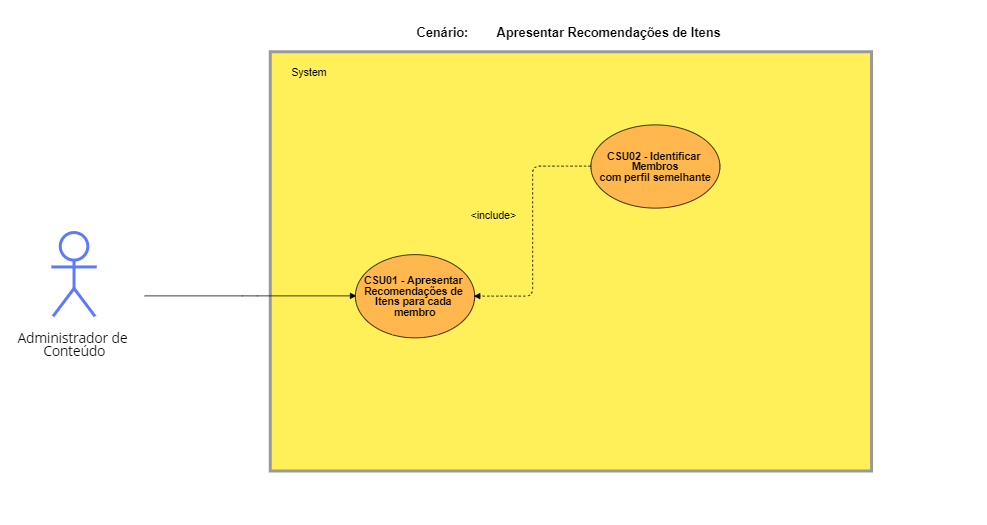 Cenário: Apresentar Recomendações de Itens
System
CSU02 - Identificar
Membros
com perfil semelhante
<include>
CSU01 - Apresentar
Recomendações de
Itens para cada
membro
Administrador de
Conteúdo